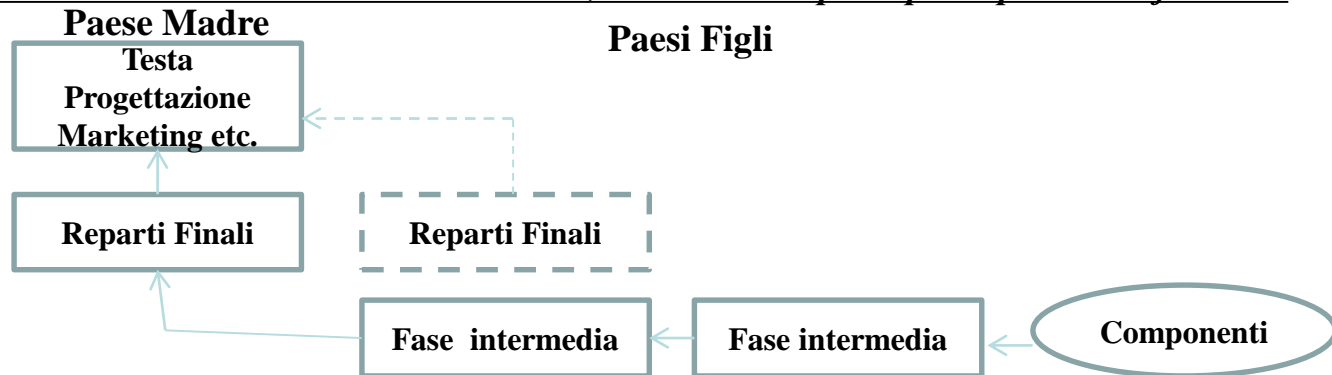 Paese Madre
Paesi Figli
Testa
Progettazione
Marketing etc.
Reparti Finali
Reparti Finali
Fase intermedia
Fase intermedia
Componenti